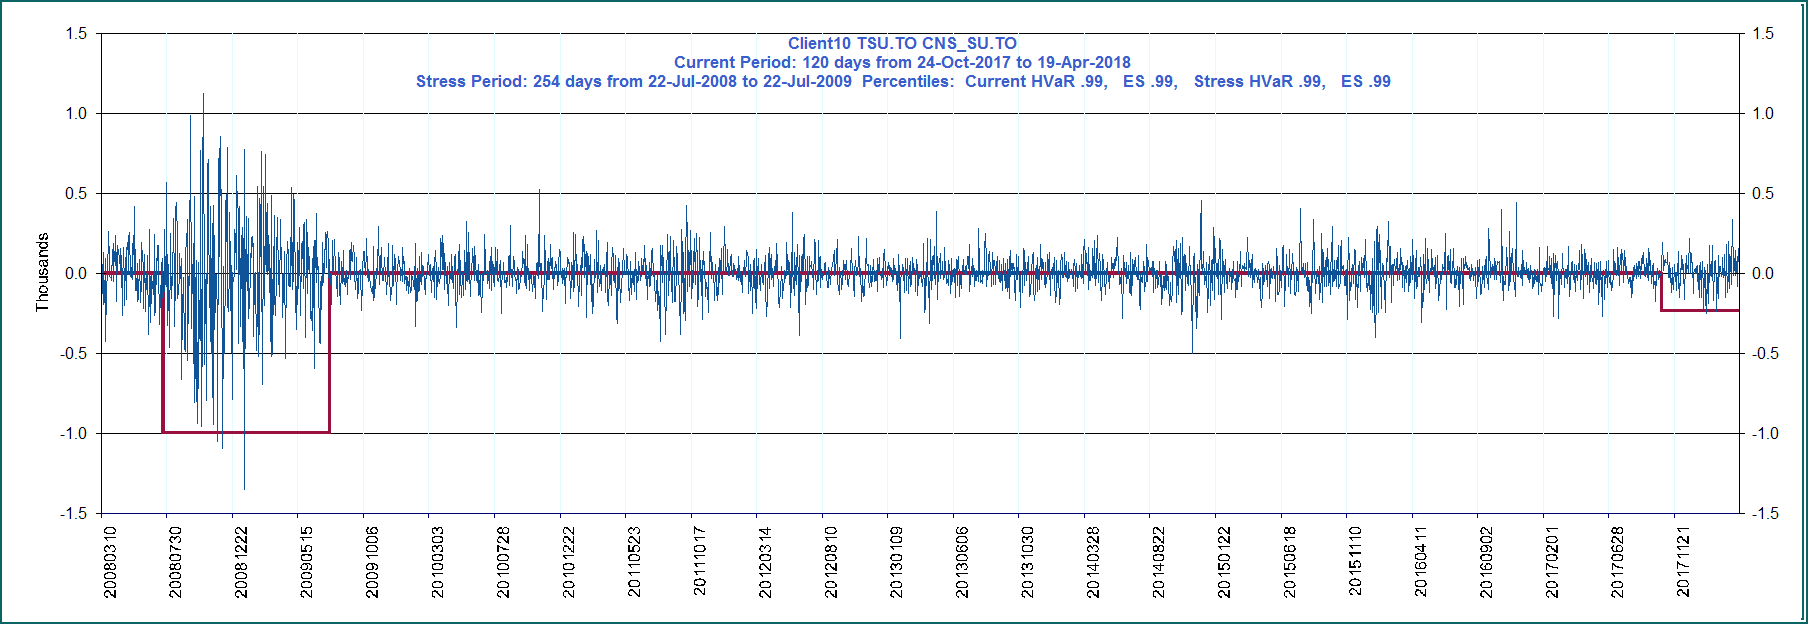 Client10 TSU.TO CNS_SU.TO
Current Period: 120 days from 24-Oct-2017 to 19-Apr-2018
Stress Period: 254 days from 22-Jul-2008 to 22-Jul-2009 Percentiles: Current HVaR .99, ES .99, Stress HVaR .99, ES .99
1.5 1.5
1.0 1.0
0.5 0.5
0.0 0.0
-0.5 -0.5
-1.0 -1.0
-1.5 -1.5
Thousands
20080310 20080730 20081222 20090515 20091006 20100303 20100728 20101222 20110523 20111017 20120314 20120810 20130109 20130606 20131030 20140328 20140822 20150122 20150618 20151110 20160411 20160902 20170201 20170628 20171121